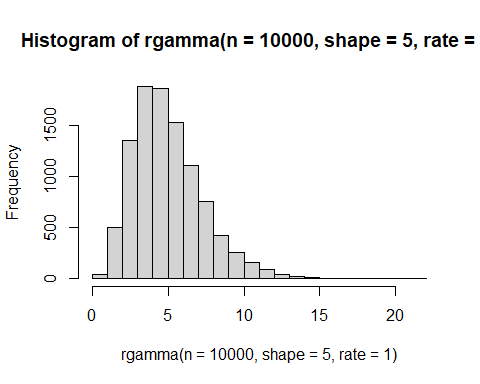 Histogram of rgamma(n = 10000, shape = 5, rate =
Frequency
1500
1000
500
0
0 5 10 15 20
rgamma(n = 10000, shape = 5, rate = 1)